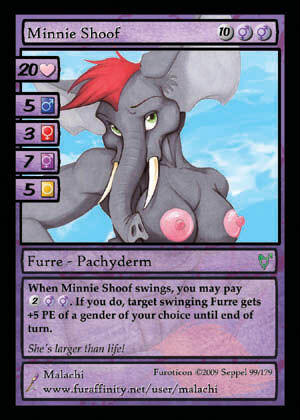 Minnie Shoof 10
20
5
3
7
5
Furre - Pachyderm
When Minnie Shoof swings, you may pay
2 . If you do, target swinging Furre gets
+5 PE of a gender of your choice until end
of turn.
She's larger than life!
Malachi Furoticon ©2009 Seppel 99/179
www.furaffinity.net/user/malachi